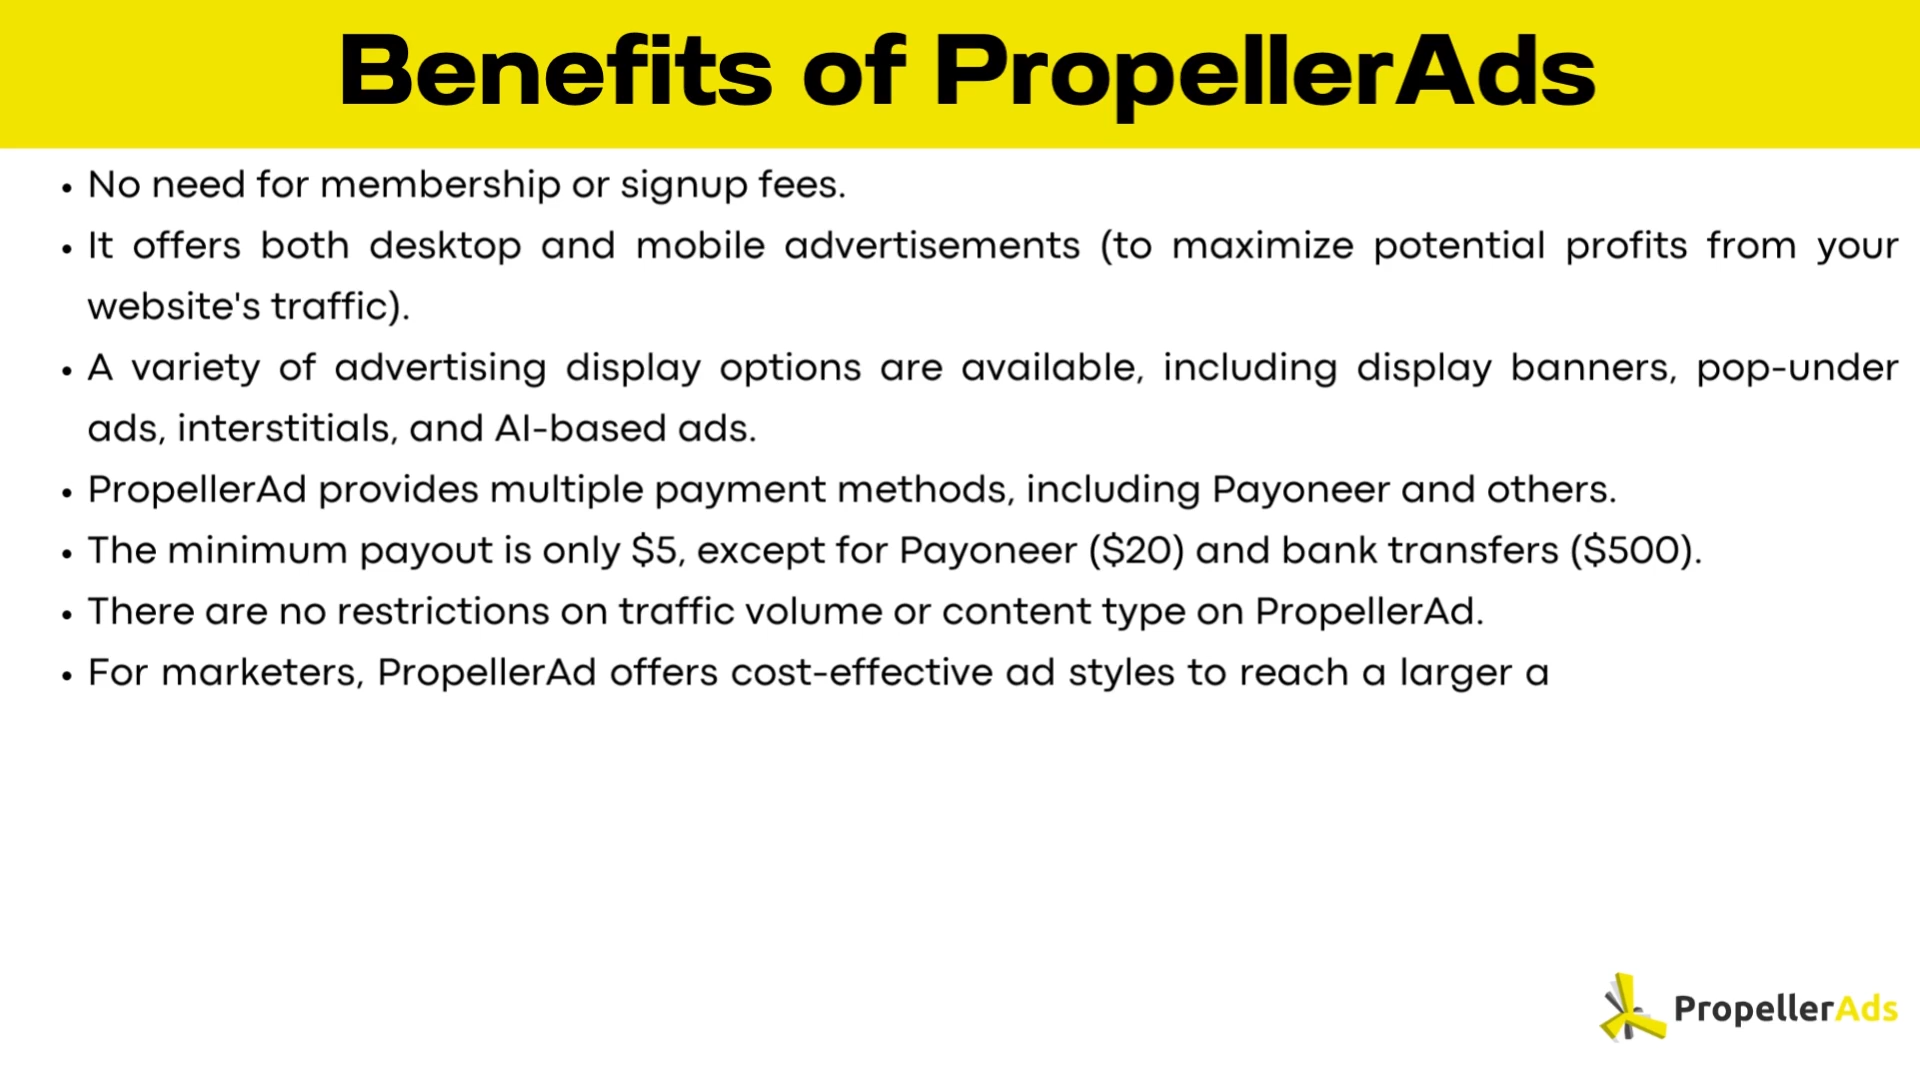 Benefits of PropellerAds
• No need for membership or signup fees.
• It offers both desktop and mobile advertisements (to maximize potential profits from your
website's traffic).
• A variety of advertising display options are available, including display banners, pop-under
ads, interstitials, and AI-based ads.
• PropellerAd provides multiple payment methods, including Payoneer and others.
• The minimum payout is only $5, except for Payoneer ($20) and bank transfers ($500).
• There are no restrictions on traffic volume or content type on PropellerAd.
• For marketers, PropellerAd offers cost-effective ad styles to reach a larger a
PropellerAds